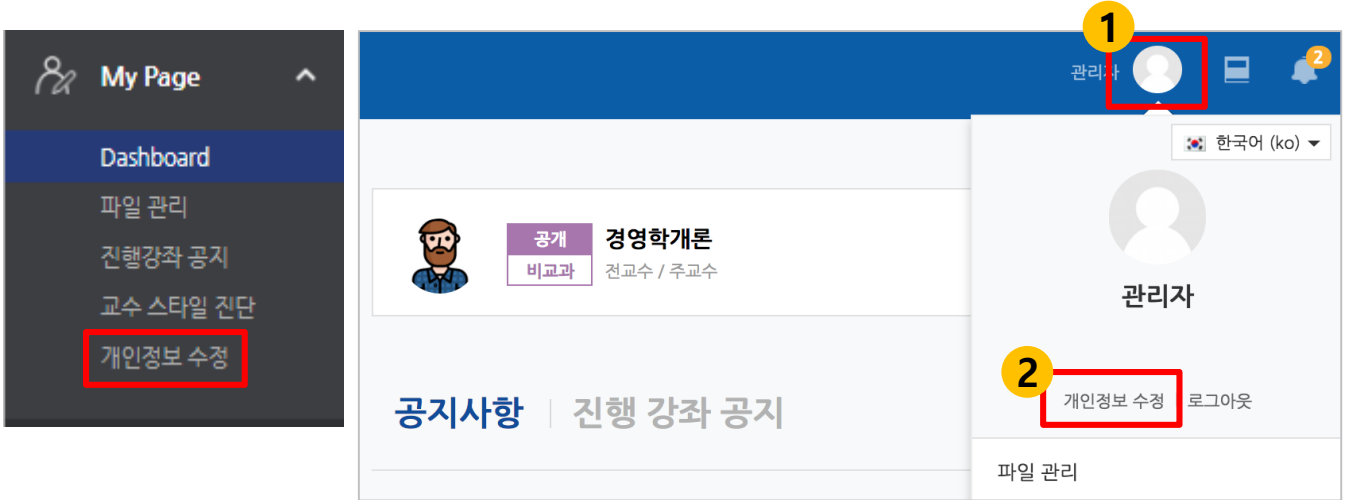 My Page
Dashboard
파일 관리
진행강좌 공지
교수 스타일 진단
개인정보 수정
1
관리자
2
한국어 (ko)
공개
경영학개론
비교과
전교수 / 주교수
관리자
2
개인정보 수정
로그아웃
공지사항
진행 강좌 공지
파일 관리